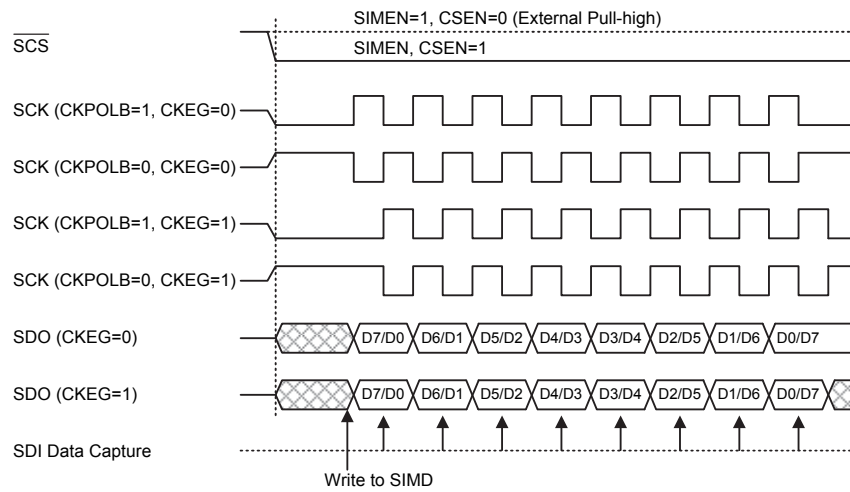 SIMEN=1, CSEN=0 (External Pull-high)
SCS
SIMEN, CSEN=1
SCK (CKPOLB=1, CKEG=0)
SCK (CKPOLB=0, CKEG=0)
SCK (CKPOLB=1, CKEG=1)
SCK (CKPOLB=0, CKEG=1)
SDO (CKEG=0) D7/D0 D6/D1 D5/D2 D4/D3 D3/D4 D2/D5 D1/D6 D0/D7
SDO (CKEG=1) D7/D0 D6/D1 D5/D2 D4/D3 D3/D4 D2/D5 D1/D6 D0/D7
SDI Data Capture
Write to SIMD